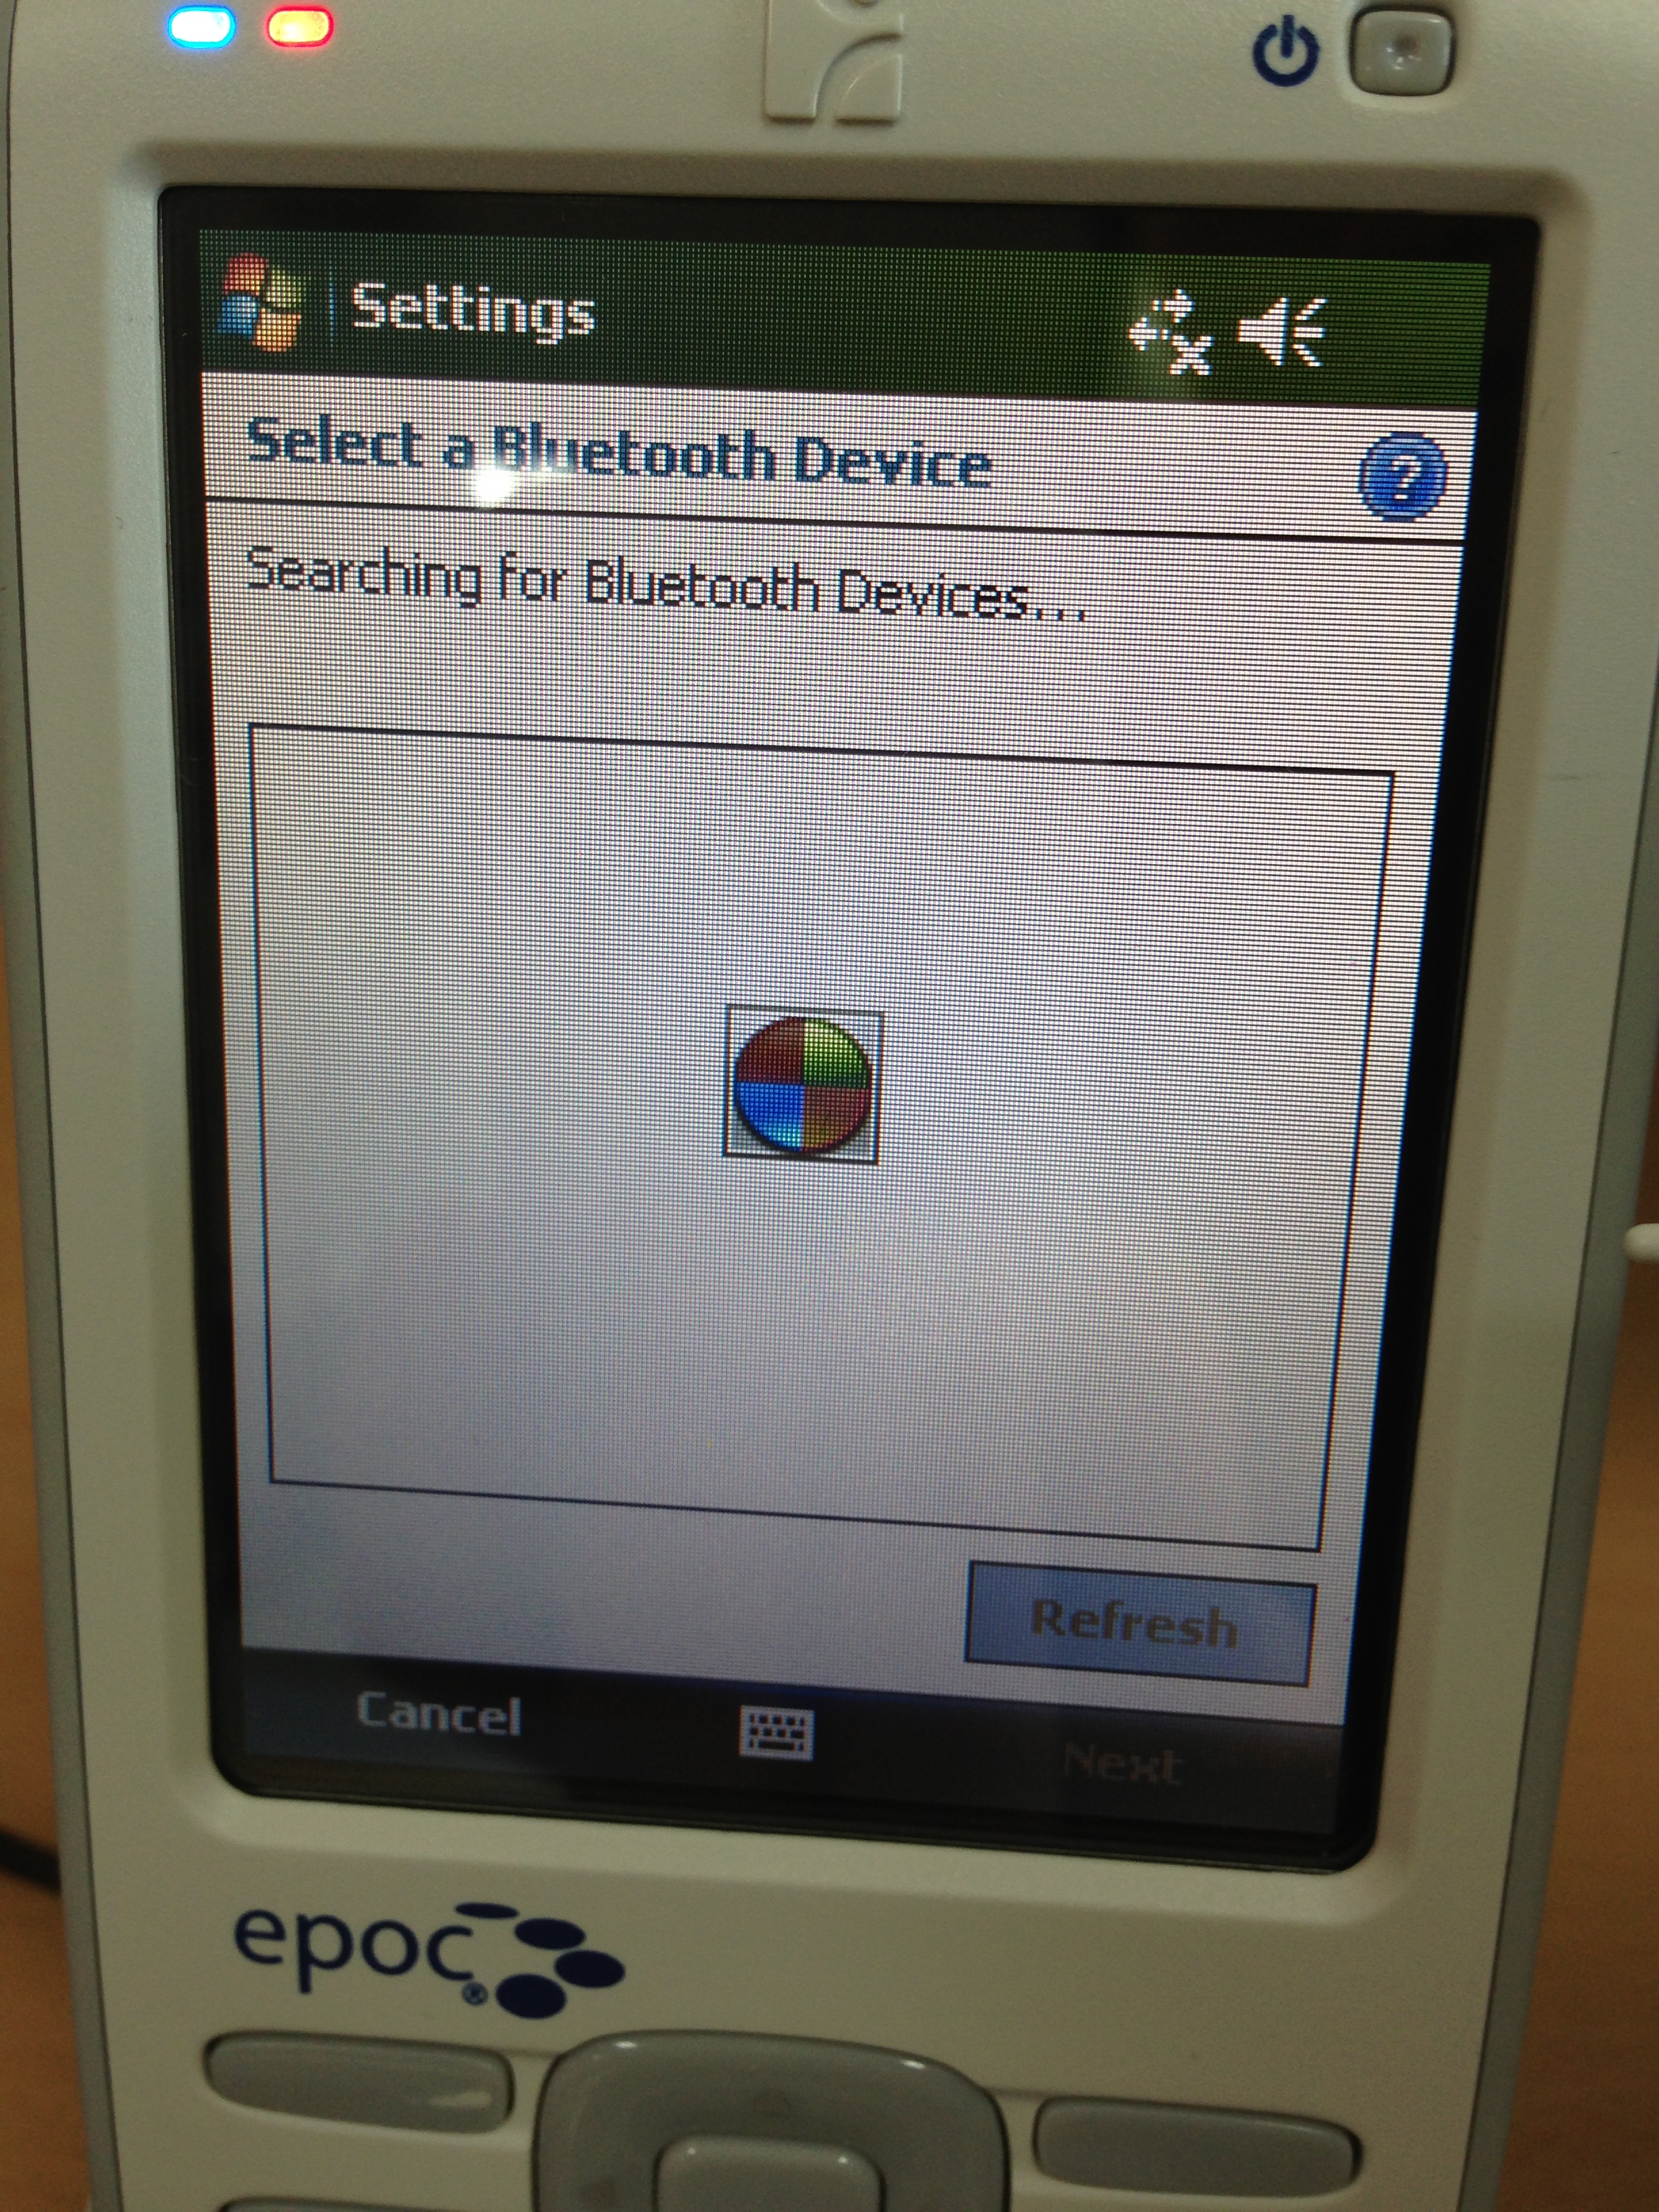 Settings
Select a Bluetooth Device
?
Searching for Bluetooth Devices...
Refresh
Cancel
Next
epoc®